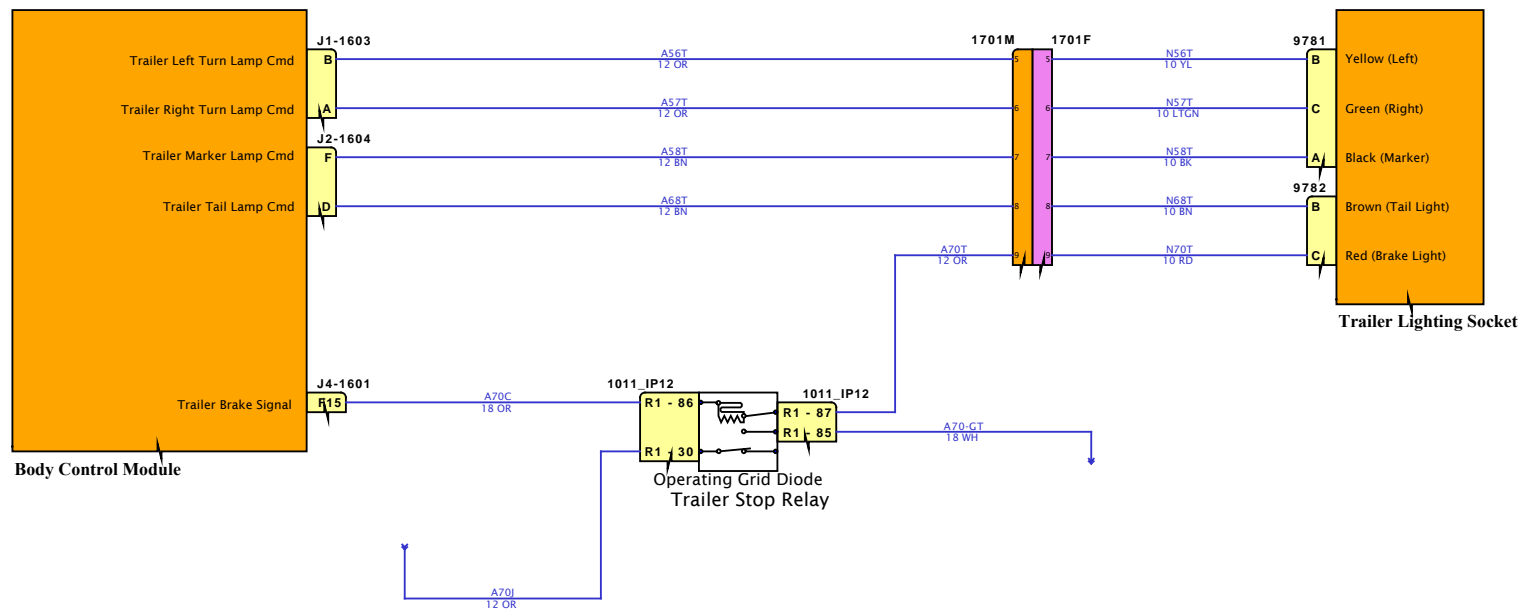 J1-1603
1701M
1701F
9781
Trailer Left Turn Lamp Cmd
B
A56T
12 OR
5
5
N56T
10 YL
B
Yellow (Left)
Trailer Right Turn Lamp Cmd
A
A57T
12 OR
6
6
N57T
10 LTGN
C
Green (Right)
J2-1604
Trailer Marker Lamp Cmd
F
A58T
12 BN
7
7
N58T
10 BK
A
Black (Marker)
9782
Trailer Tail Lamp Cmd
D
A68T
12 BN
8
8
N68T
10 BN
B
Brown (Tail Light)
A70T
12 OR
9
9
N70T
10 RD
C
Red (Brake Light)
Trailer Lighting Socket
J4-1601
Trailer Brake Signal
F15
A70C
18 OR
1011_IP12
R1 - 86
R1 - 30
1011_IP12
R1 - 87
R1 - 85
A70-GT
18 WH
Body Control Module
Operating Grid Diode
Trailer Stop Relay
A70J
12 OR